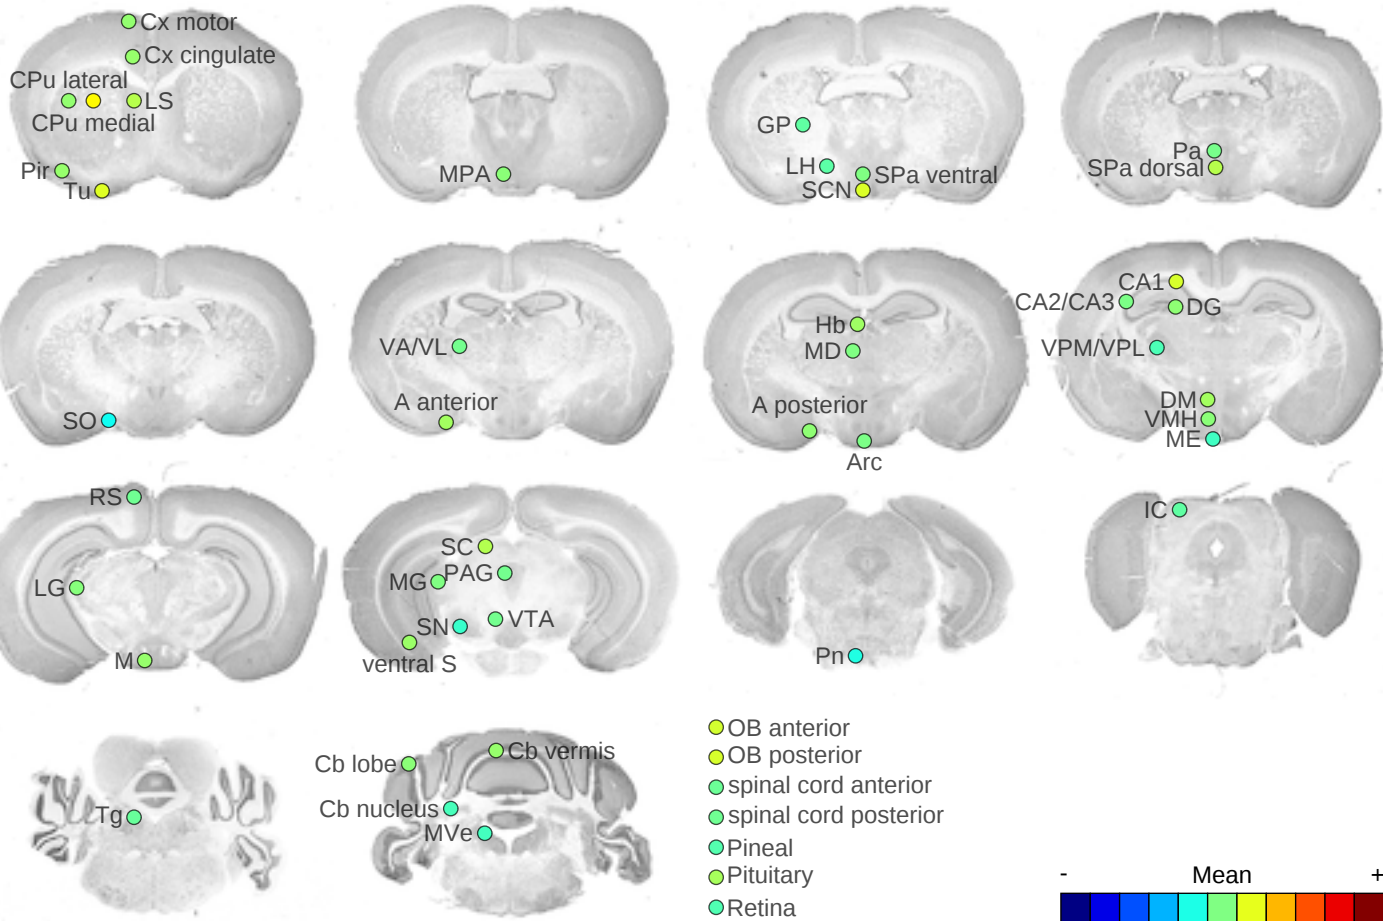 Cx motor
Cx cingulate
CPu lateral
LS
CPu medial
Pir
Tu
MPA
GP
LH
SPa ventral
SCN
Pa
SPa dorsal
SO
VA/VL
A anterior
Hb
MD
A posterior
Arc
CA1
CA2/CA3
DG
VPM/VPL
DM
VMH
ME
RS
LG
M
SC
MG
PAG
SN
VTA
ventral S
Pn
IC
Tg
Cb lobe
Cb vermis
Cb nucleus
MVe
OB anterior
OB posterior
spinal cord anterior
spinal cord posterior
Pineal
Pituitary
Retina
- Mean +